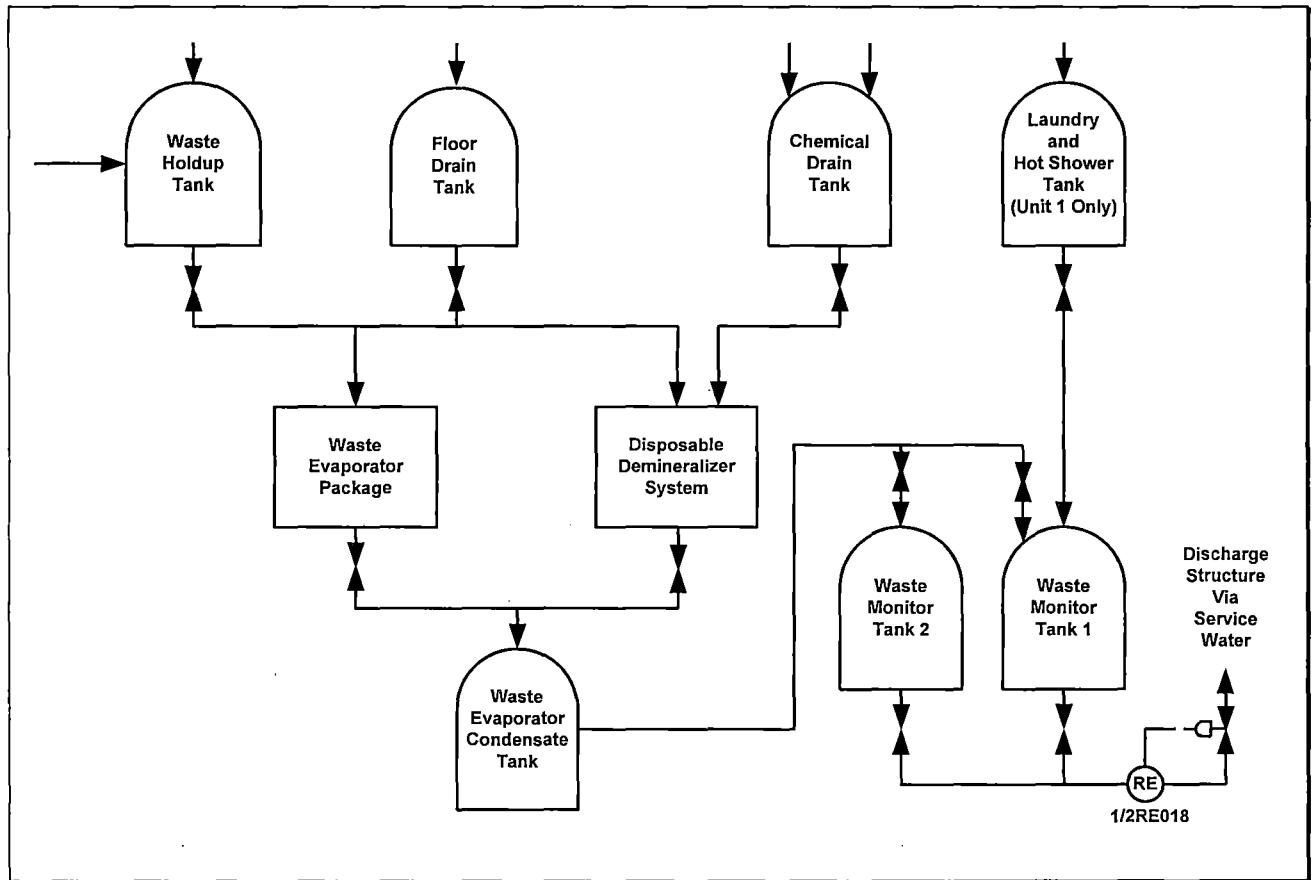 Waste
Holdup
Tank
Floor
Drain
Tank
Chemical
Drain
Tank
Laundry
and
Hot Shower
Tank
(Unit 1 Only)
Waste
Evaporator
Package
Disposable
Demineralizer
System
Waste
Monitor
Tank 2
Waste
Monitor
Tank 1
Discharge
Structure
Via
Service
Water
Waste
Evaporator
Condensate
Tank
RE
1/2RE018